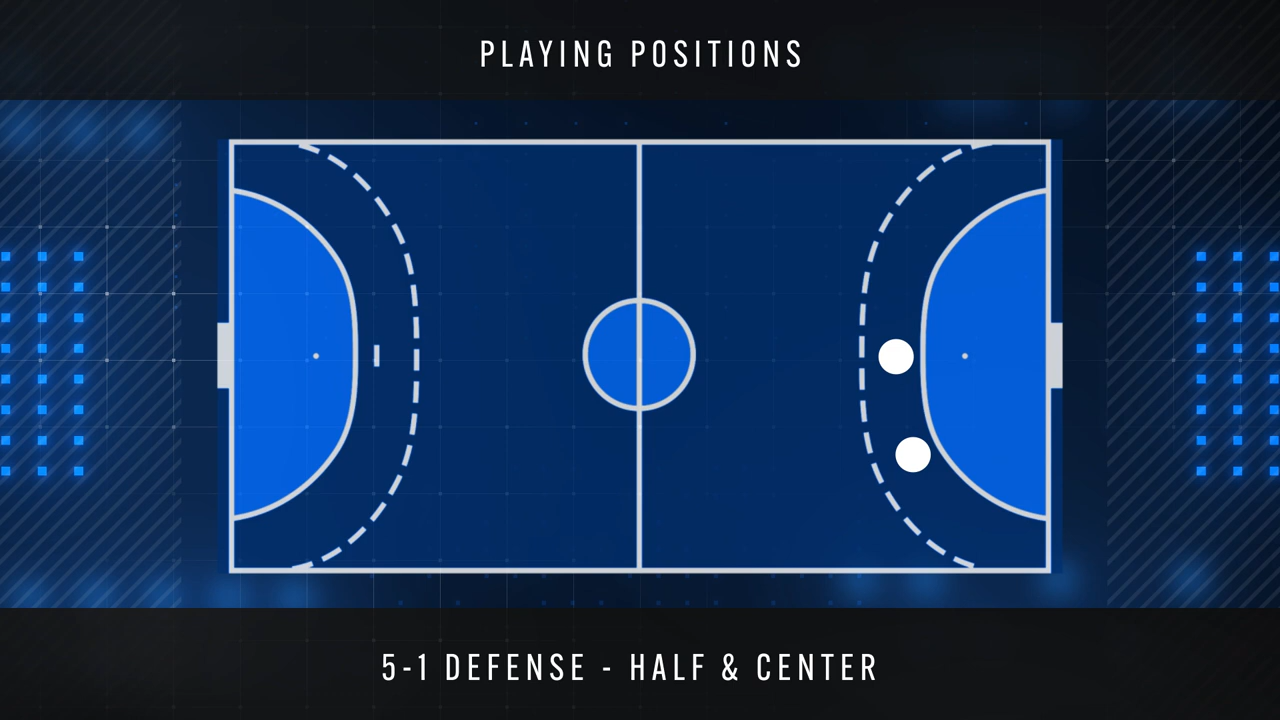 PLAYING POSITIONS
5-1 DEFENSE - HALF & CENTER